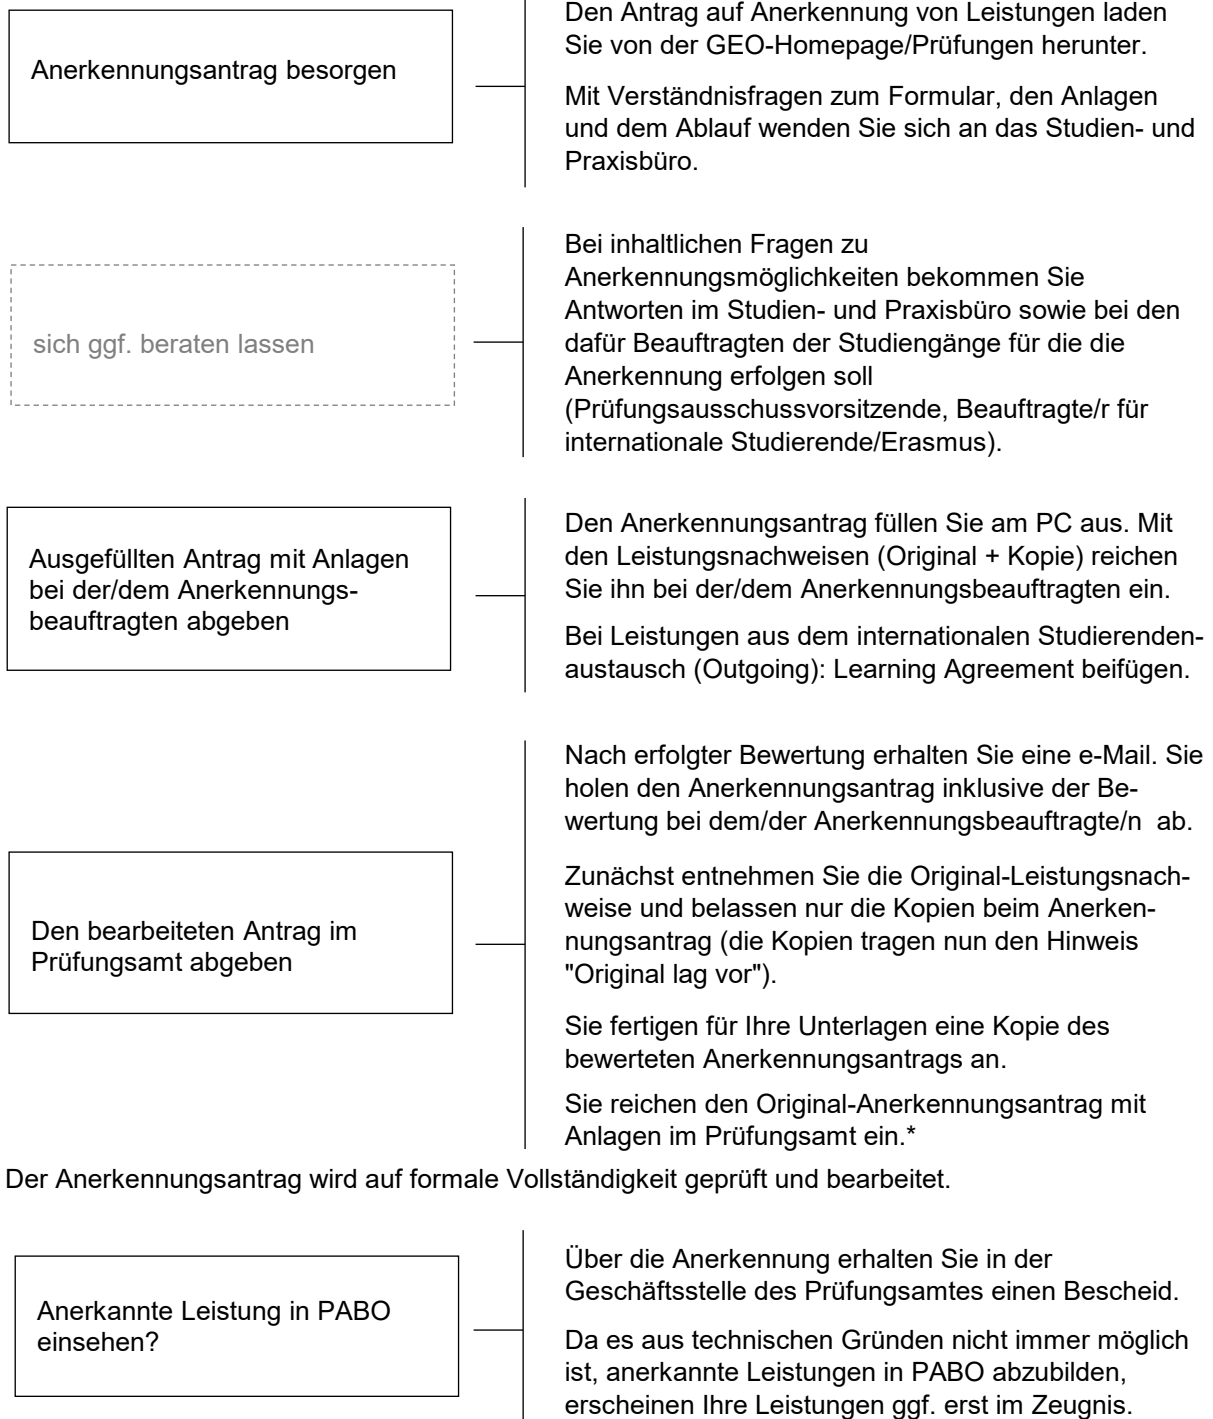 Den Antrag auf Anerkennung von Leistungen laden
Sie von der GEO-Homepage/Prüfungen herunter.
Anerkennungsantrag besorgen
Mit Verständnisfragen zum Formular, den Anlagen
und dem Ablauf wenden Sie sich an das Studien- und
Praxisbüro.
Bei inhaltlichen Fragen zu
Anerkennungsmöglichkeiten bekommen Sie
Antworten im Studien- und Praxisbüro sowie bei den
dafür Beauftragten der Studiengänge für die die
Anerkennung erfolgen soll
(Prüfungsausschussvorsitzende, Beauftragte/r für
internationale Studierende/Erasmus).
sich ggf. beraten lassen
Ausgefüllten Antrag mit Anlagen
bei der/dem Anerkennungs-
beauftragten abgeben
Den Anerkennungsantrag füllen Sie am PC aus. Mit
den Leistungsnachweisen (Original + Kopie) reichen
Sie ihn bei der/dem Anerkennungsbeauftragten ein.
Bei Leistungen aus dem internationalen Studierenden-
austausch (Outgoing): Learning Agreement beifügen.
Nach erfolgter Bewertung erhalten Sie eine e-Mail. Sie
holen den Anerkennungsantrag inklusive der Be-
wertung bei dem/der Anerkennungsbeauftragte/n  ab.
Zunächst entnehmen Sie die Original-Leistungsnach-
weise und belassen nur die Kopien beim Anerken-
nungsantrag (die Kopien tragen nun den Hinweis
"Original lag vor").
Den bearbeiteten Antrag im
Prüfungsamt abgeben
Sie fertigen für Ihre Unterlagen eine Kopie des
bewerteten Anerkennungsantrags an.
Sie reichen den Original-Anerkennungsantrag mit
Anlagen im Prüfungsamt ein.*
Der Anerkennungsantrag wird auf formale Vollständigkeit geprüft und bearbeitet.
Über die Anerkennung erhalten Sie in der
Geschäftsstelle des Prüfungsamtes einen Bescheid.
Anerkannte Leistung in PABO
einsehen?
Da es aus technischen Gründen nicht immer möglich
ist, anerkannte Leistungen in PABO abzubilden,
erscheinen Ihre Leistungen ggf. erst im Zeugnis.